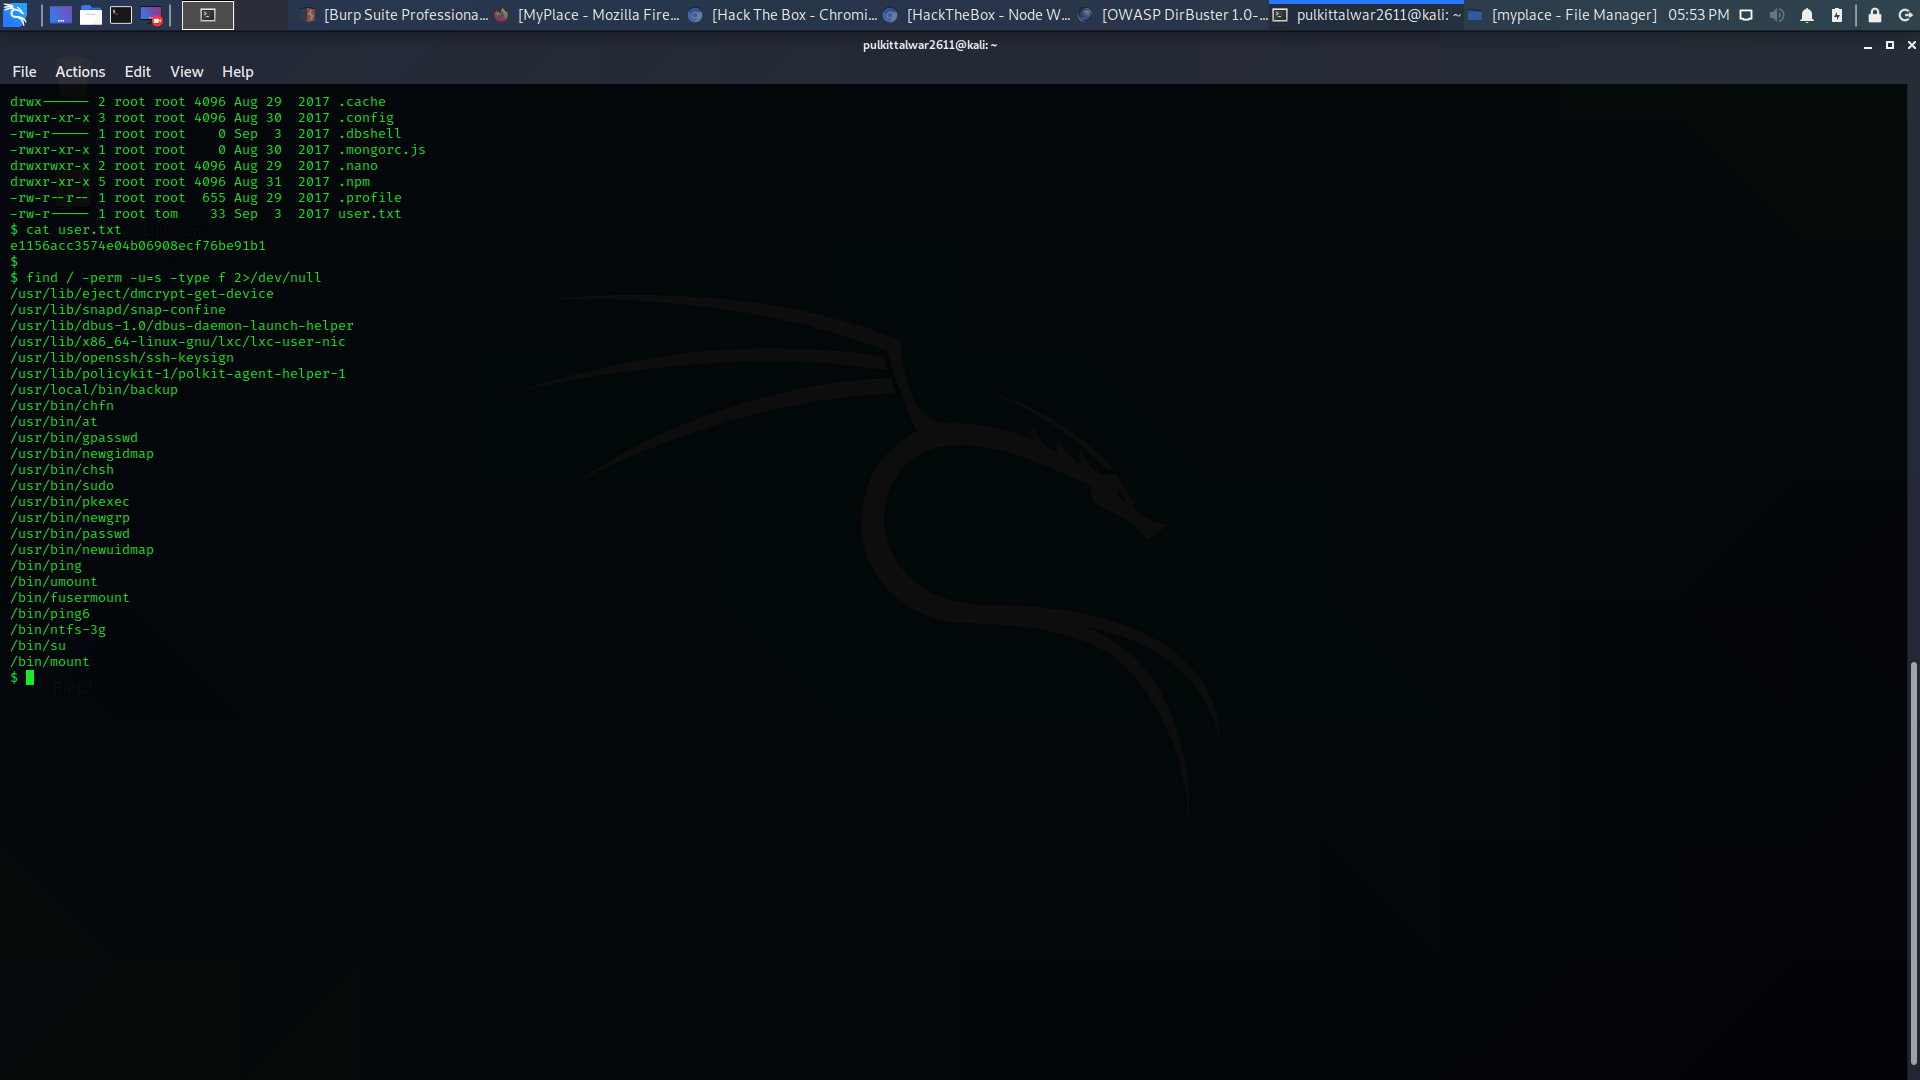 [Burp Suite Professiona... [MyPlace - Mozilla Fire... [Hack The Box - Chromi... [HackTheBox - Node W... [OWASP DirBuster 1.0-... pulkittalwar2611@kali: ~ [myplace - File Manager] 05:53 PM
pulkittalwar2611@kali: ~
File Actions Edit View Help
drwx------ 2 root root 4096 Aug 29  2017 .cache
drwxr-xr-x 3 root root 4096 Aug 30  2017 .config
-rw-r----- 1 root root    0 Sep  3  2017 .dbshell
-rwxr-xr-x 1 root root    0 Aug 30  2017 .mongorc.js
drwxrwxr-x 2 root root 4096 Aug 29  2017 .nano
drwxr-xr-x 5 root root 4096 Aug 31  2017 .npm
-rw-r--r-- 1 root root  655 Aug 29  2017 .profile
-rw-r----- 1 root tom    33 Sep  3  2017 user.txt
$ cat user.txt
e1156acc3574e04b06908ecf76be91b1
$
$ find / -perm -u=s -type f 2>/dev/null
/usr/lib/eject/dmcrypt-get-device
/usr/lib/snapd/snap-confine
/usr/lib/dbus-1.0/dbus-daemon-launch-helper
/usr/lib/x86_64-linux-gnu/lxc/lxc-user-nic
/usr/lib/openssh/ssh-keysign
/usr/lib/policykit-1/polkit-agent-helper-1
/usr/local/bin/backup
/usr/bin/chfn
/usr/bin/at
/usr/bin/gpasswd
/usr/bin/newgidmap
/usr/bin/chsh
/usr/bin/sudo
/usr/bin/pkexec
/usr/bin/newgrp
/usr/bin/passwd
/usr/bin/newuidmap
/bin/ping
/bin/umount
/bin/fusermount
/bin/ping6
/bin/ntfs-3g
/bin/su
/bin/mount
$
Burp2